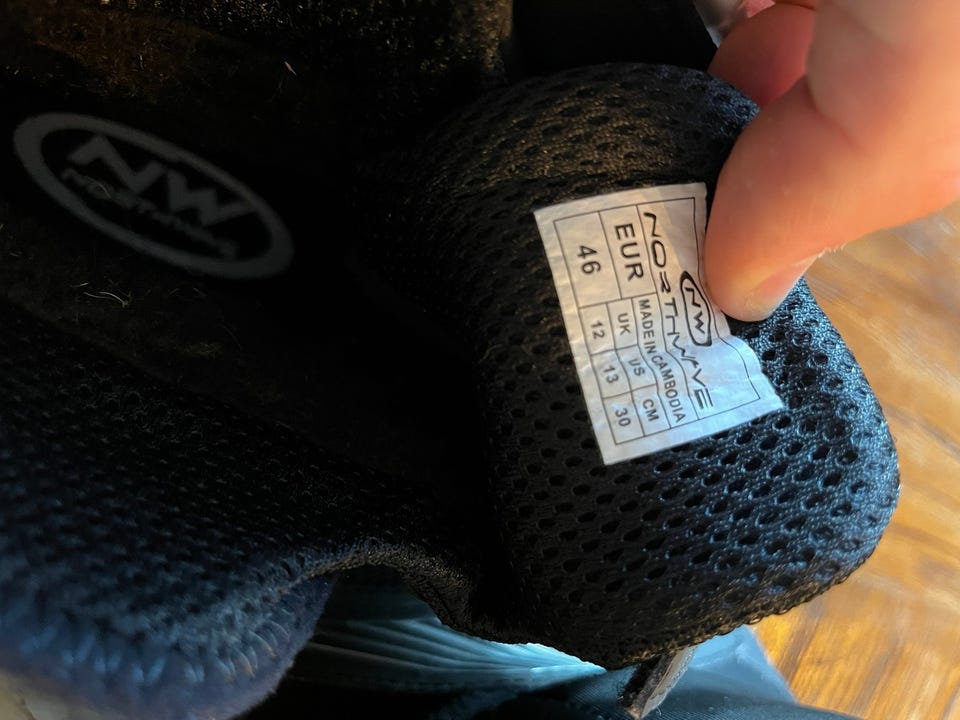 NW
NORTHWAVE
NW
NORTHWAVE
MADE IN CAMBODIA
EUR UK US CM
46 12 13 30